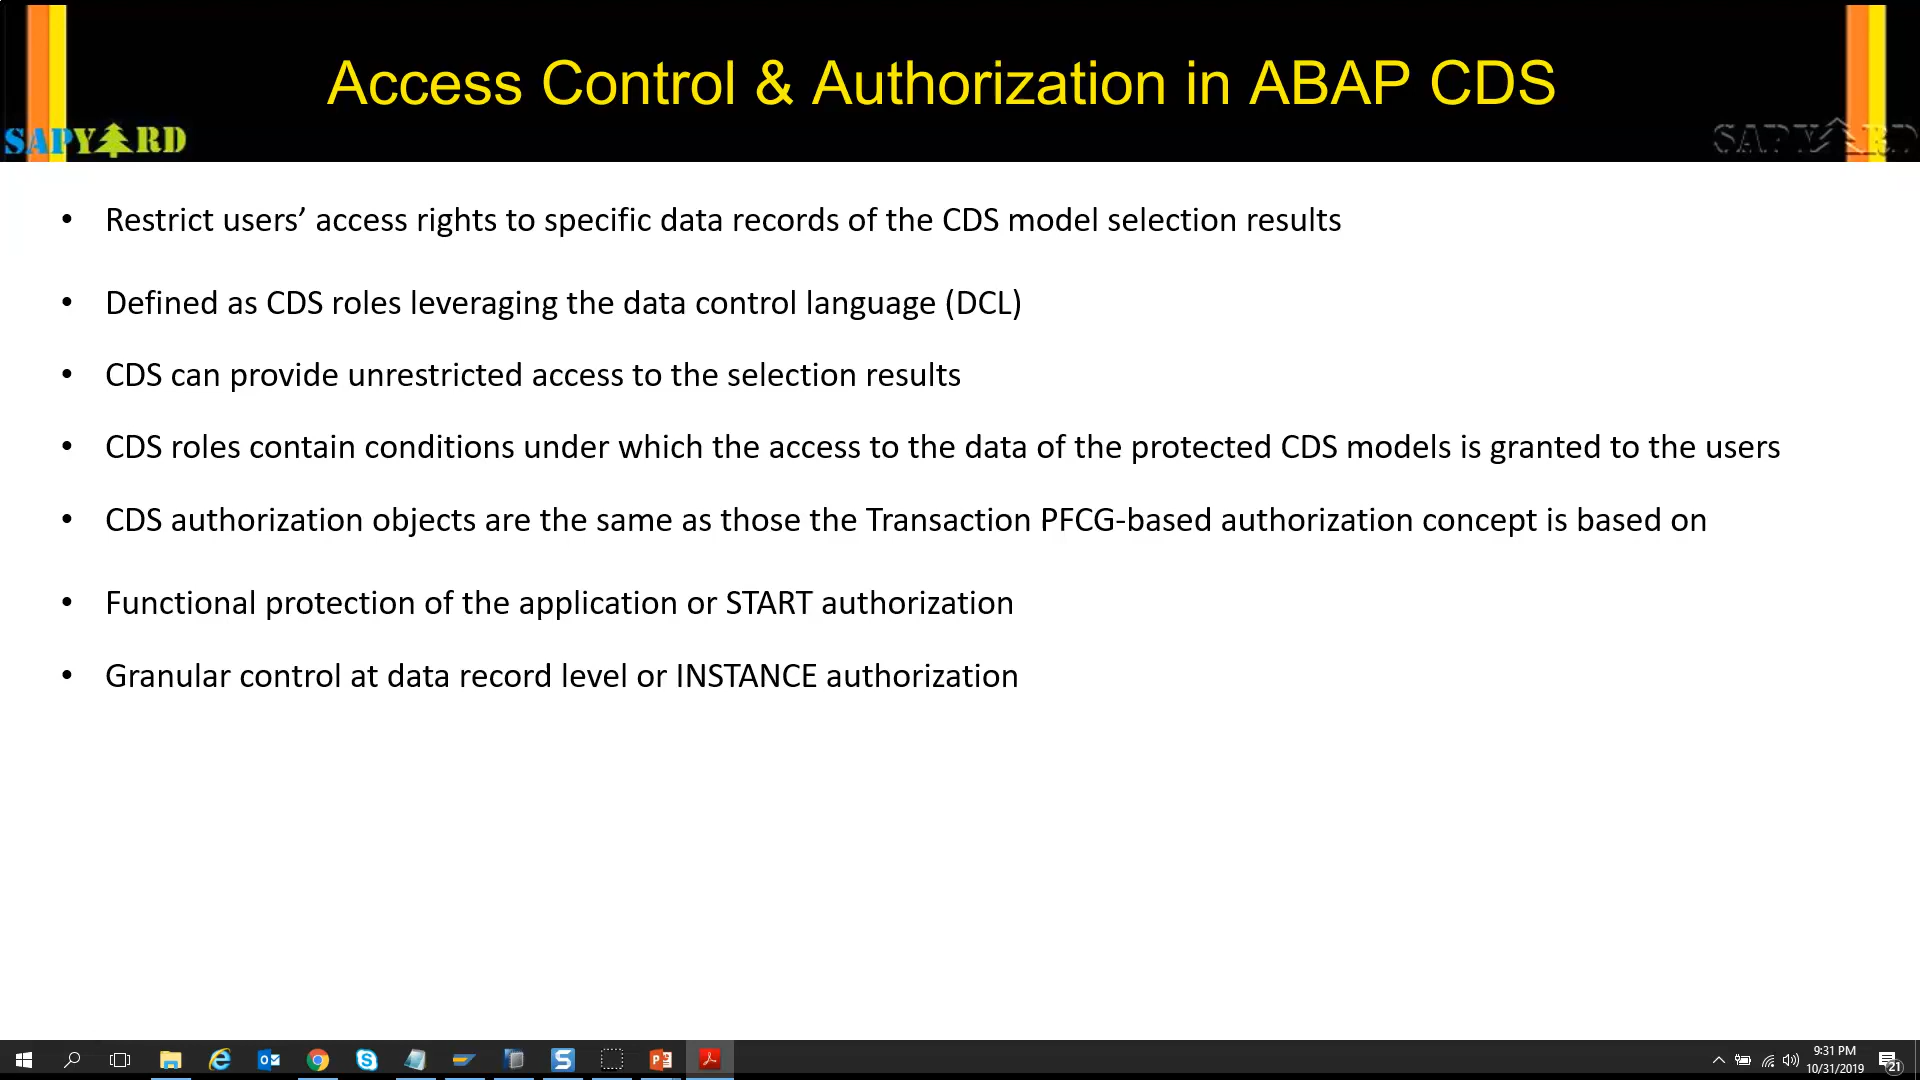 Access Control & Authorization in ABAP CDS
SAPYARD
SAPYARD
• Restrict users’ access rights to specific data records of the CDS model selection results
• Defined as CDS roles leveraging the data control language (DCL)
• CDS can provide unrestricted access to the selection results
• CDS roles contain conditions under which the access to the data of the protected CDS models is granted to the users
• CDS authorization objects are the same as those the Transaction PFCG-based authorization concept is based on
• Functional protection of the application or START authorization
• Granular control at data record level or INSTANCE authorization
9:31 PM
10/31/2019
21